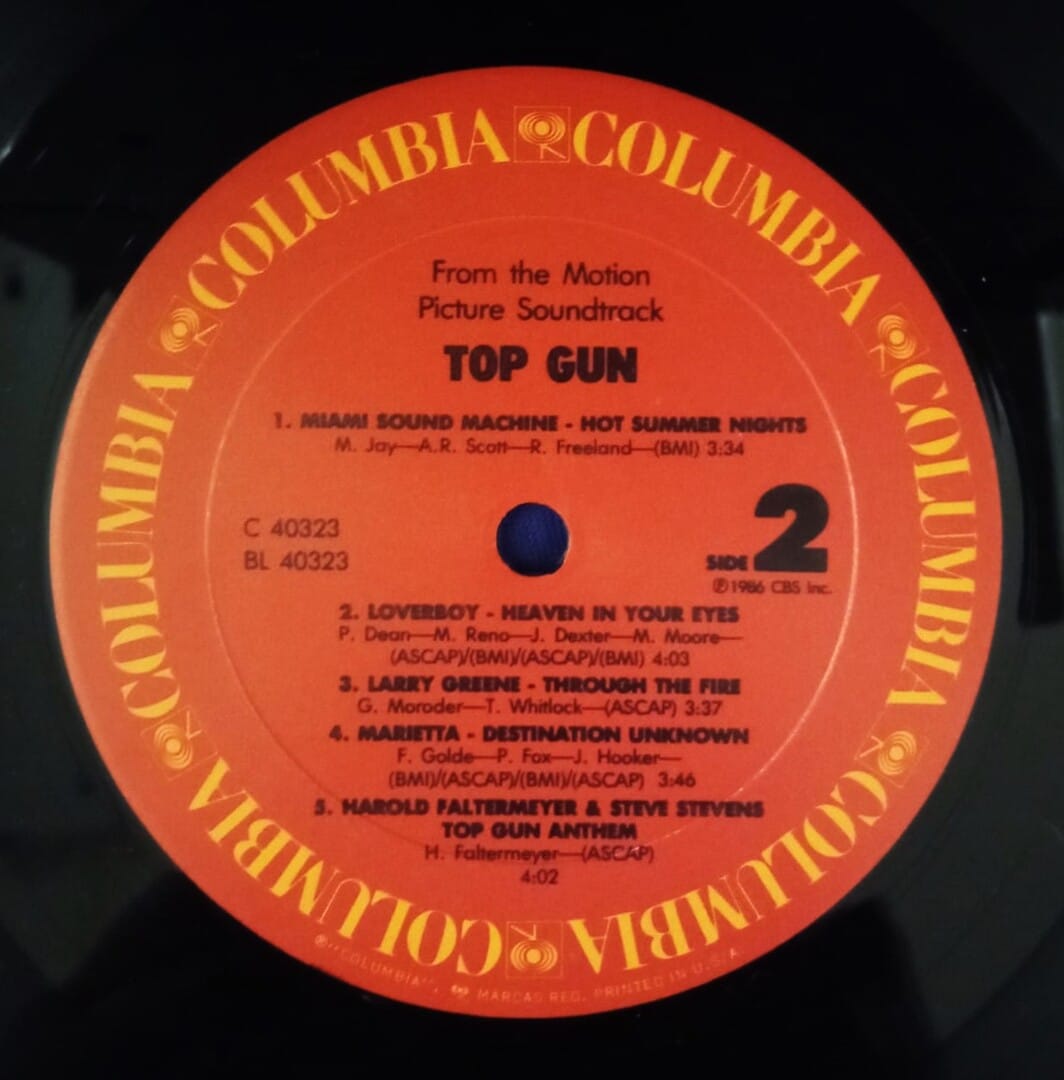 COLUMBIA COLUMBIA COLUMBIA COLUMBIA COLUMBIA COLUMBIA COLUMBIA
From the Motion
Picture Soundtrack
TOP GUN
1. MIAMI SOUND MACHINE - HOT SUMMER NIGHTS
M. Jay—A.R. Scott—R. Freeland—(BMI) 3:34
C 40323
BL 40323
SIDE 2
℗1986 CBS Inc.
2. LOVERBOY - HEAVEN IN YOUR EYES
P. Dean—M. Reno—J. Dexter—M. Moore—
(ASCAP)/(BMI)/(ASCAP)/(BMI) 4:03
3. LARRY GREENE - THROUGH THE FIRE
G. Moroder—T. Whitlock—(ASCAP) 3:37
4. MARIETTA - DESTINATION UNKNOWN
F. Golde—P. Fox—J. Hooker—
(BMI)/(ASCAP)/(BMI)/(ASCAP) 3:46
5. HAROLD FALTERMEYER & STEVE STEVENS
TOP GUN ANTHEM
H. Faltermeyer—(ASCAP)
4:02
®"COLUMBIA", MARCAS REG. PRINTED IN U.S.A.